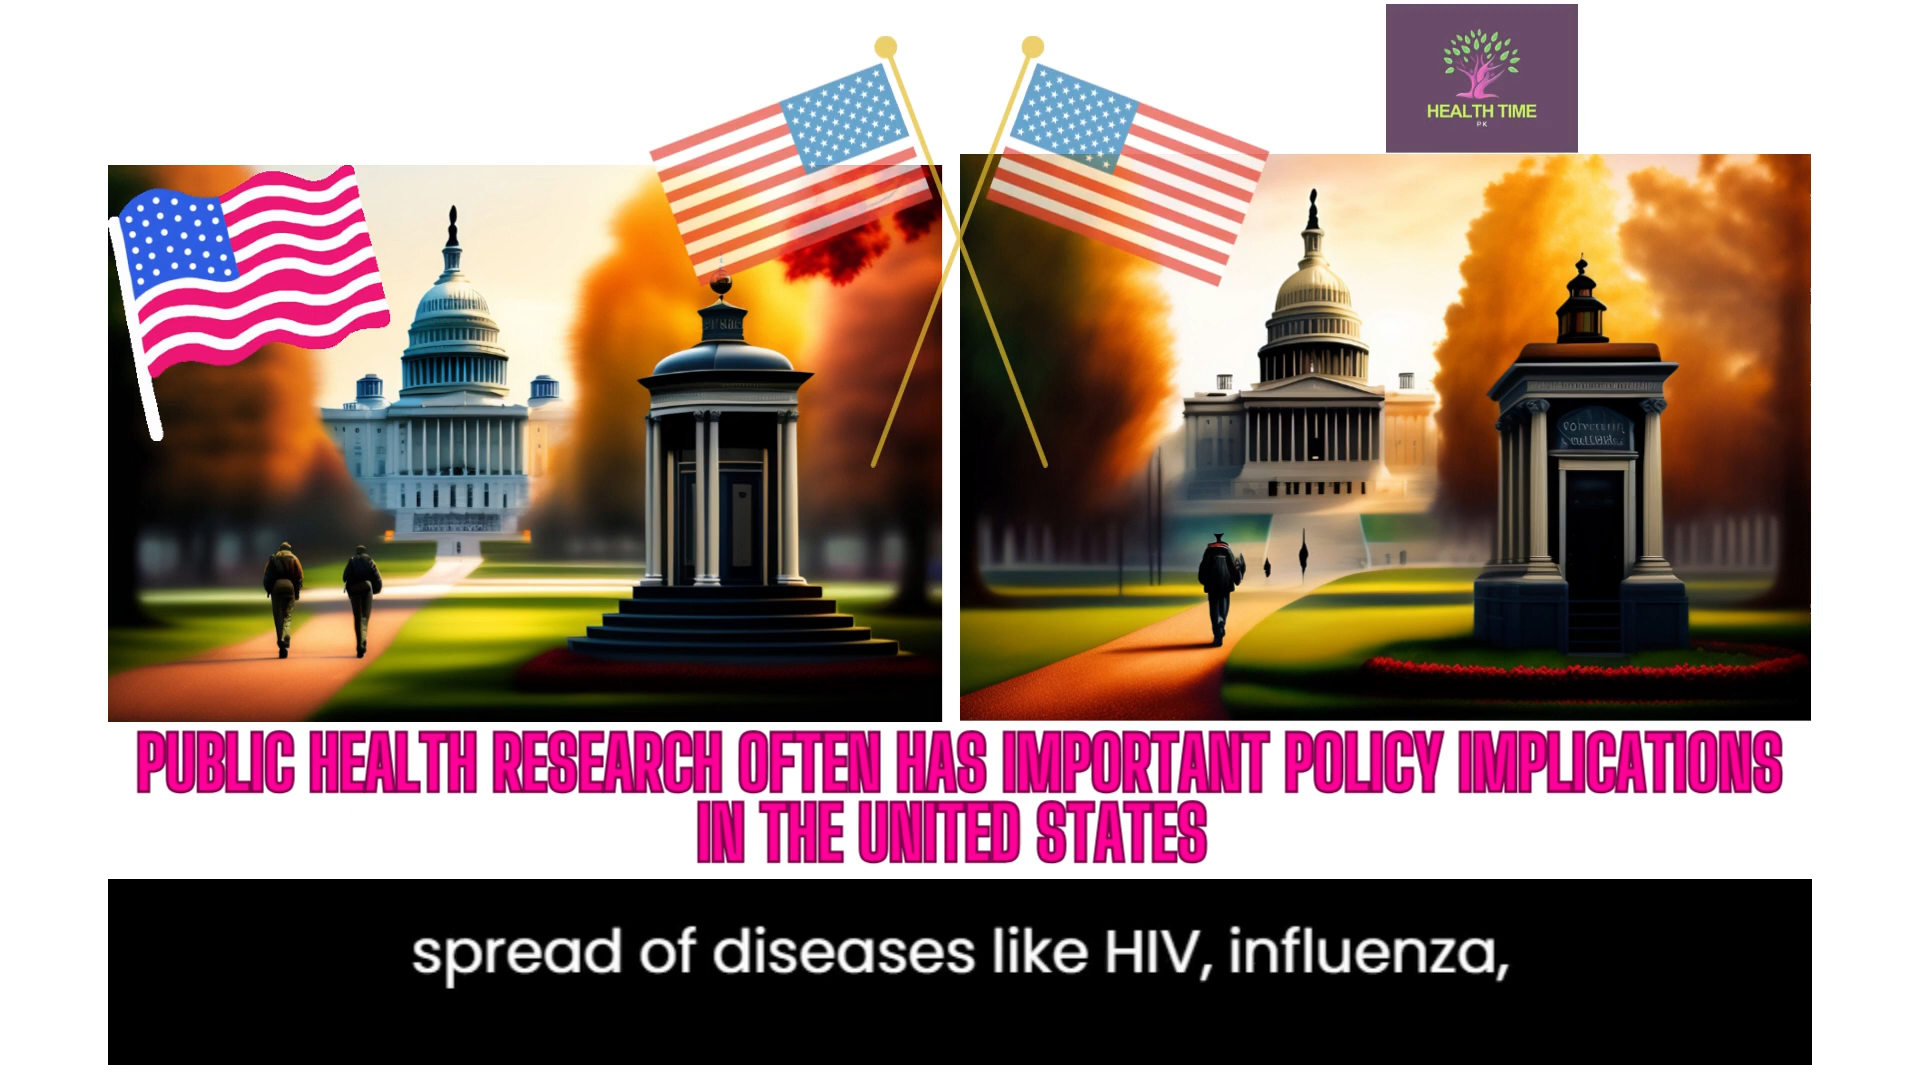 HEALTH TIME
PK
PUBLIC HEALTH RESEARCH OFTEN HAS IMPORTANT POLICY IMPLICATIONS
IN THE UNITED STATES
spread of diseases like HIV, influenza,